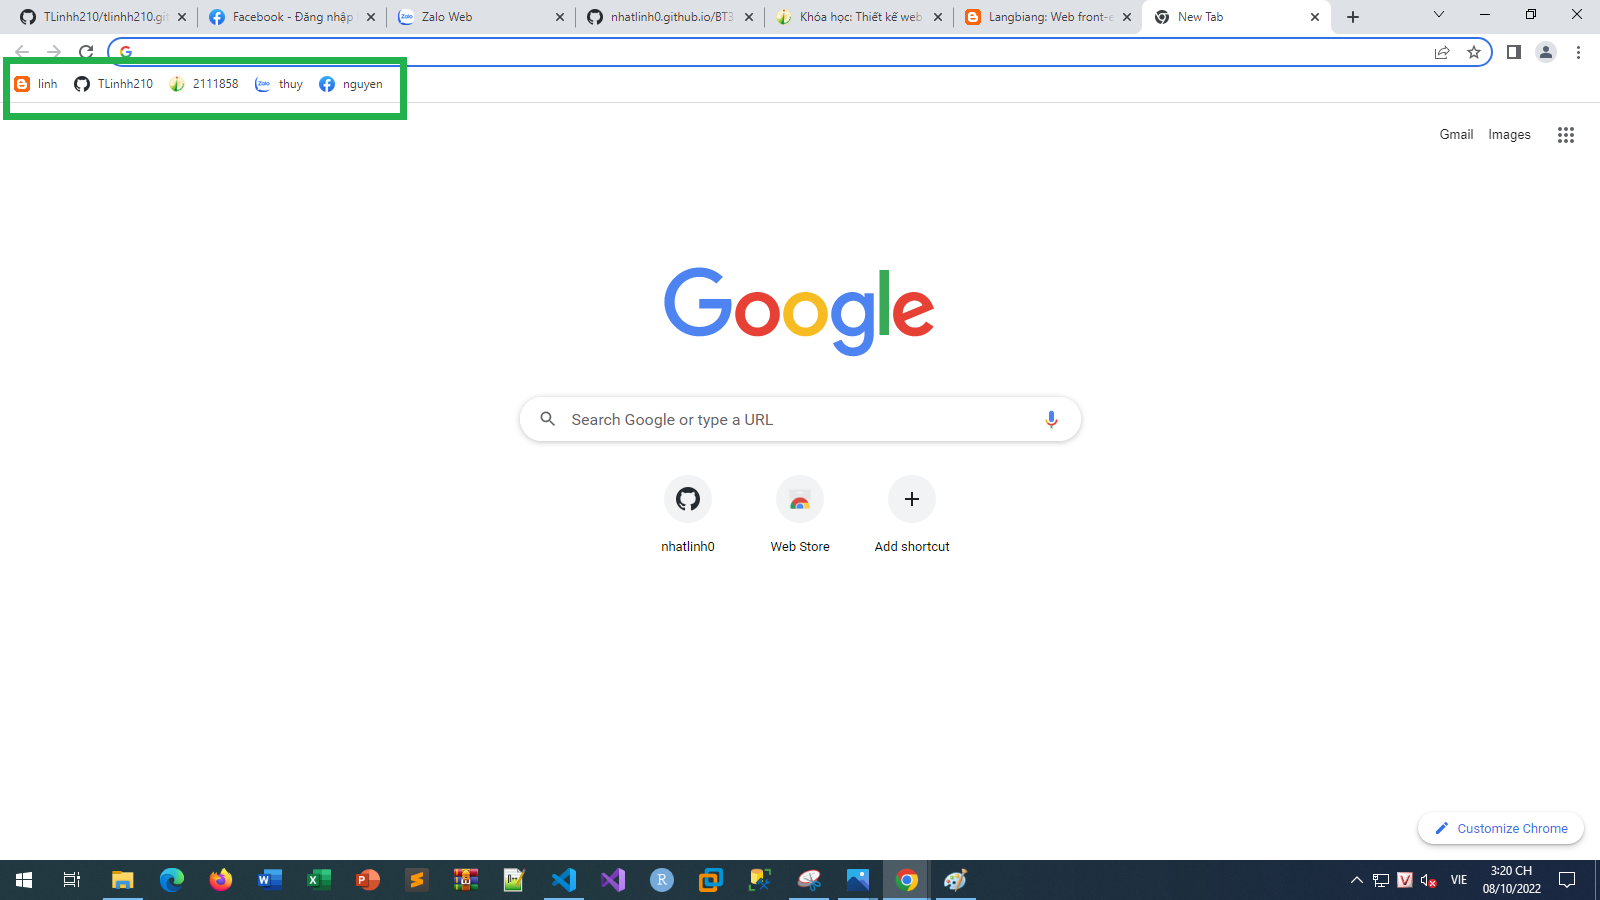 TLinhh210/tlinhh210.git
Facebook - Đăng nhập
Zalo Web
nhatlinh0.github.io/BT3
Khóa học: Thiết kế web
Langbiang: Web front-e
New Tab
linh
TLinhh210
2111858
Zalo
thuy
nguyen
Gmail
Images
Google
Search Google or type a URL
nhatlinh0
Web Store
Add shortcut
Customize Chrome
VIE
3:20 CH
08/10/2022